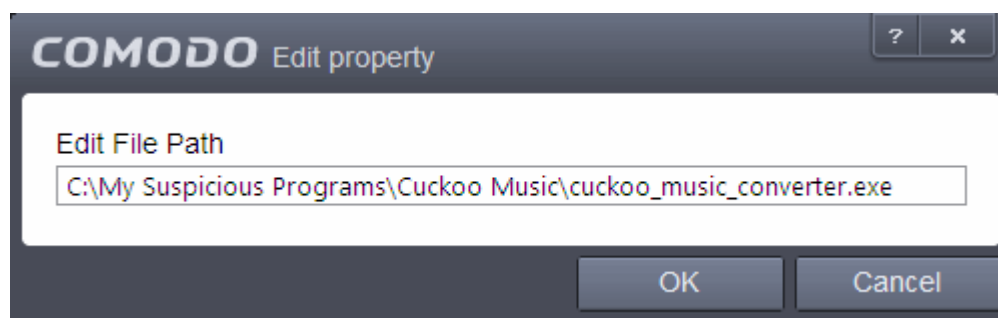 COMODO Edit property ? ×
Edit File Path
C:\My Suspicious Programs\Cuckoo Music\cuckoo_music_converter.exe
OK Cancel